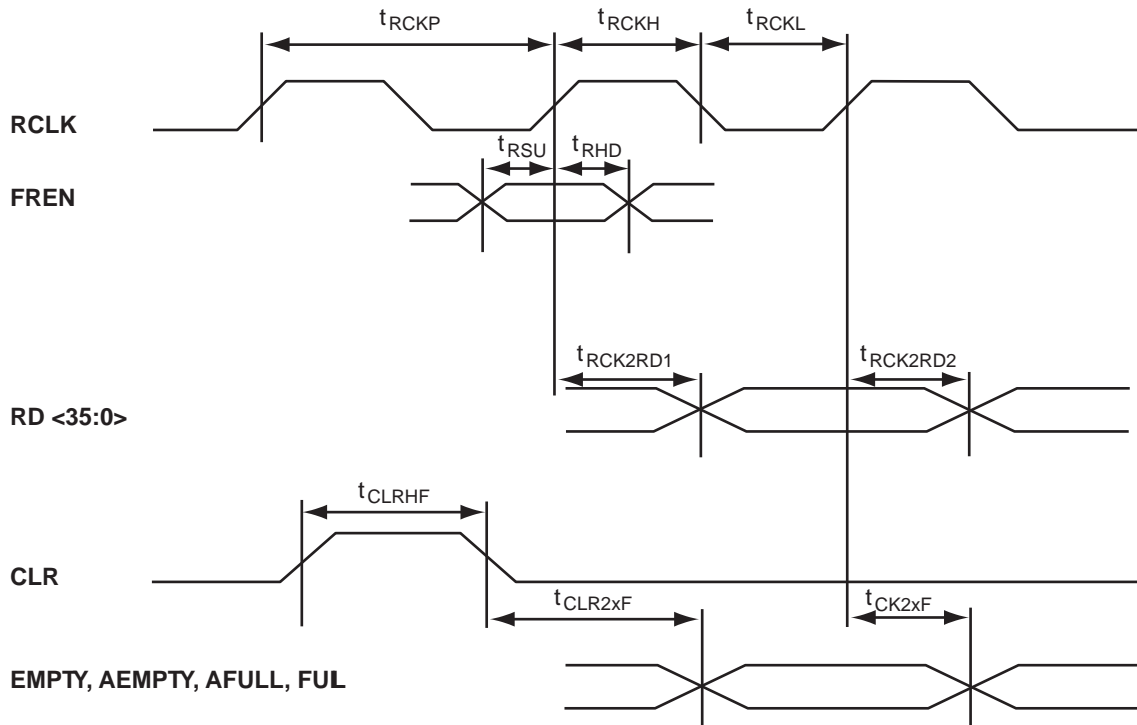 tRCKP tRCKH tRCKL
RCLK
tRSU tRHD
FREN
tRCK2RD1 tRCK2RD2
RD <35:0>
tCLRHF
CLR
tCLR2xF tCK2xF
EMPTY, AEMPTY, AFULL, FUL